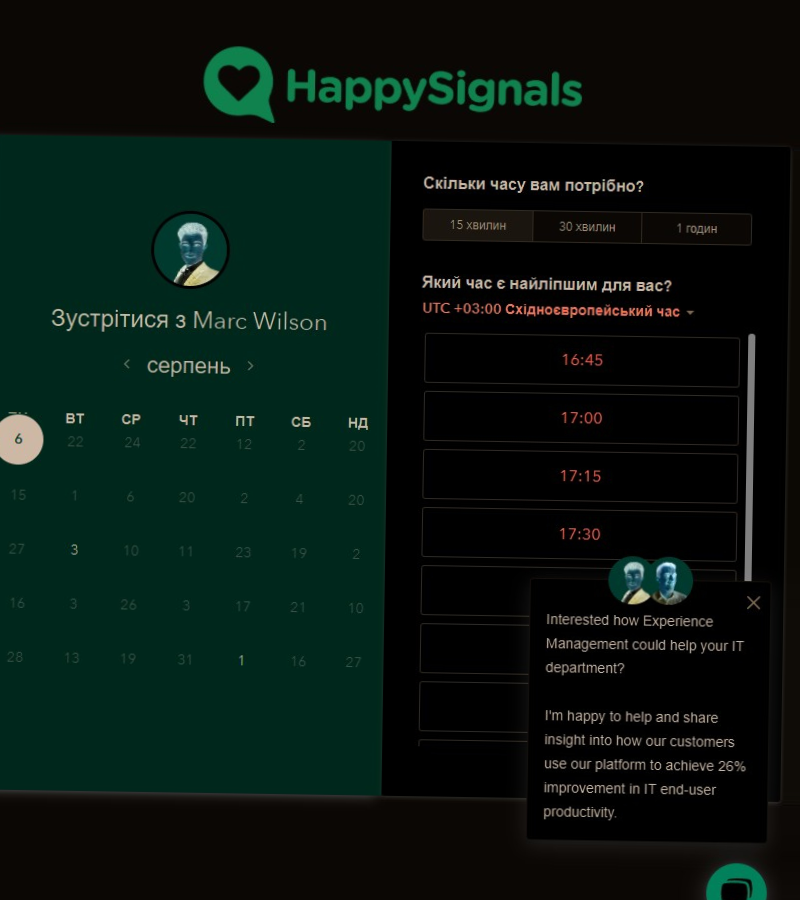 HappySignals
Скільки часу вам потрібно?
15 хвилин 30 хвилин 1 годин
Який час є найліпшим для вас?
UTC +03:00 Східноєвропейський час
Зустрітися з Marc Wilson
серпень
ВТ СР ЧТ ПТ СБ НД
6 22 24 22 12 2 20
15 1 6 20 2 4 20
27 3 10 11 23 19 2
16 3 26 3 17 21 10
28 13 19 31 1 16 27
16:45
17:00
17:15
17:30
Interested how Experience
Management could help your IT
department?
I'm happy to help and share
insight into how our customers
use our platform to achieve 26%
improvement in IT end-user
productivity.